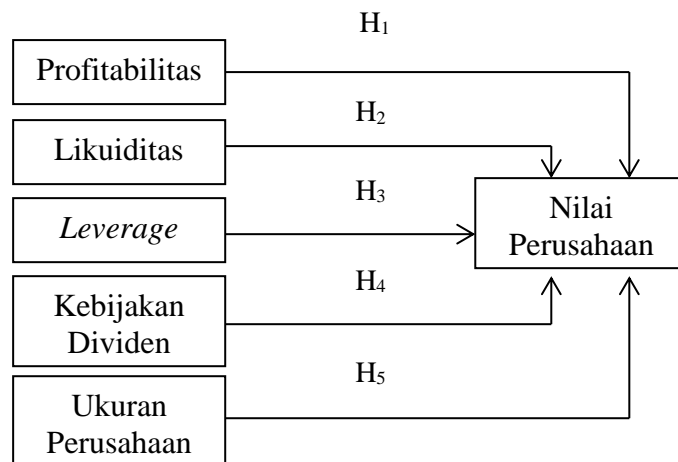 H₁
Profitabilitas
H₂
Likuiditas
H₃
Leverage
Nilai
Perusahaan
H₄
Kebijakan
Dividen
H₅
Ukuran
Perusahaan